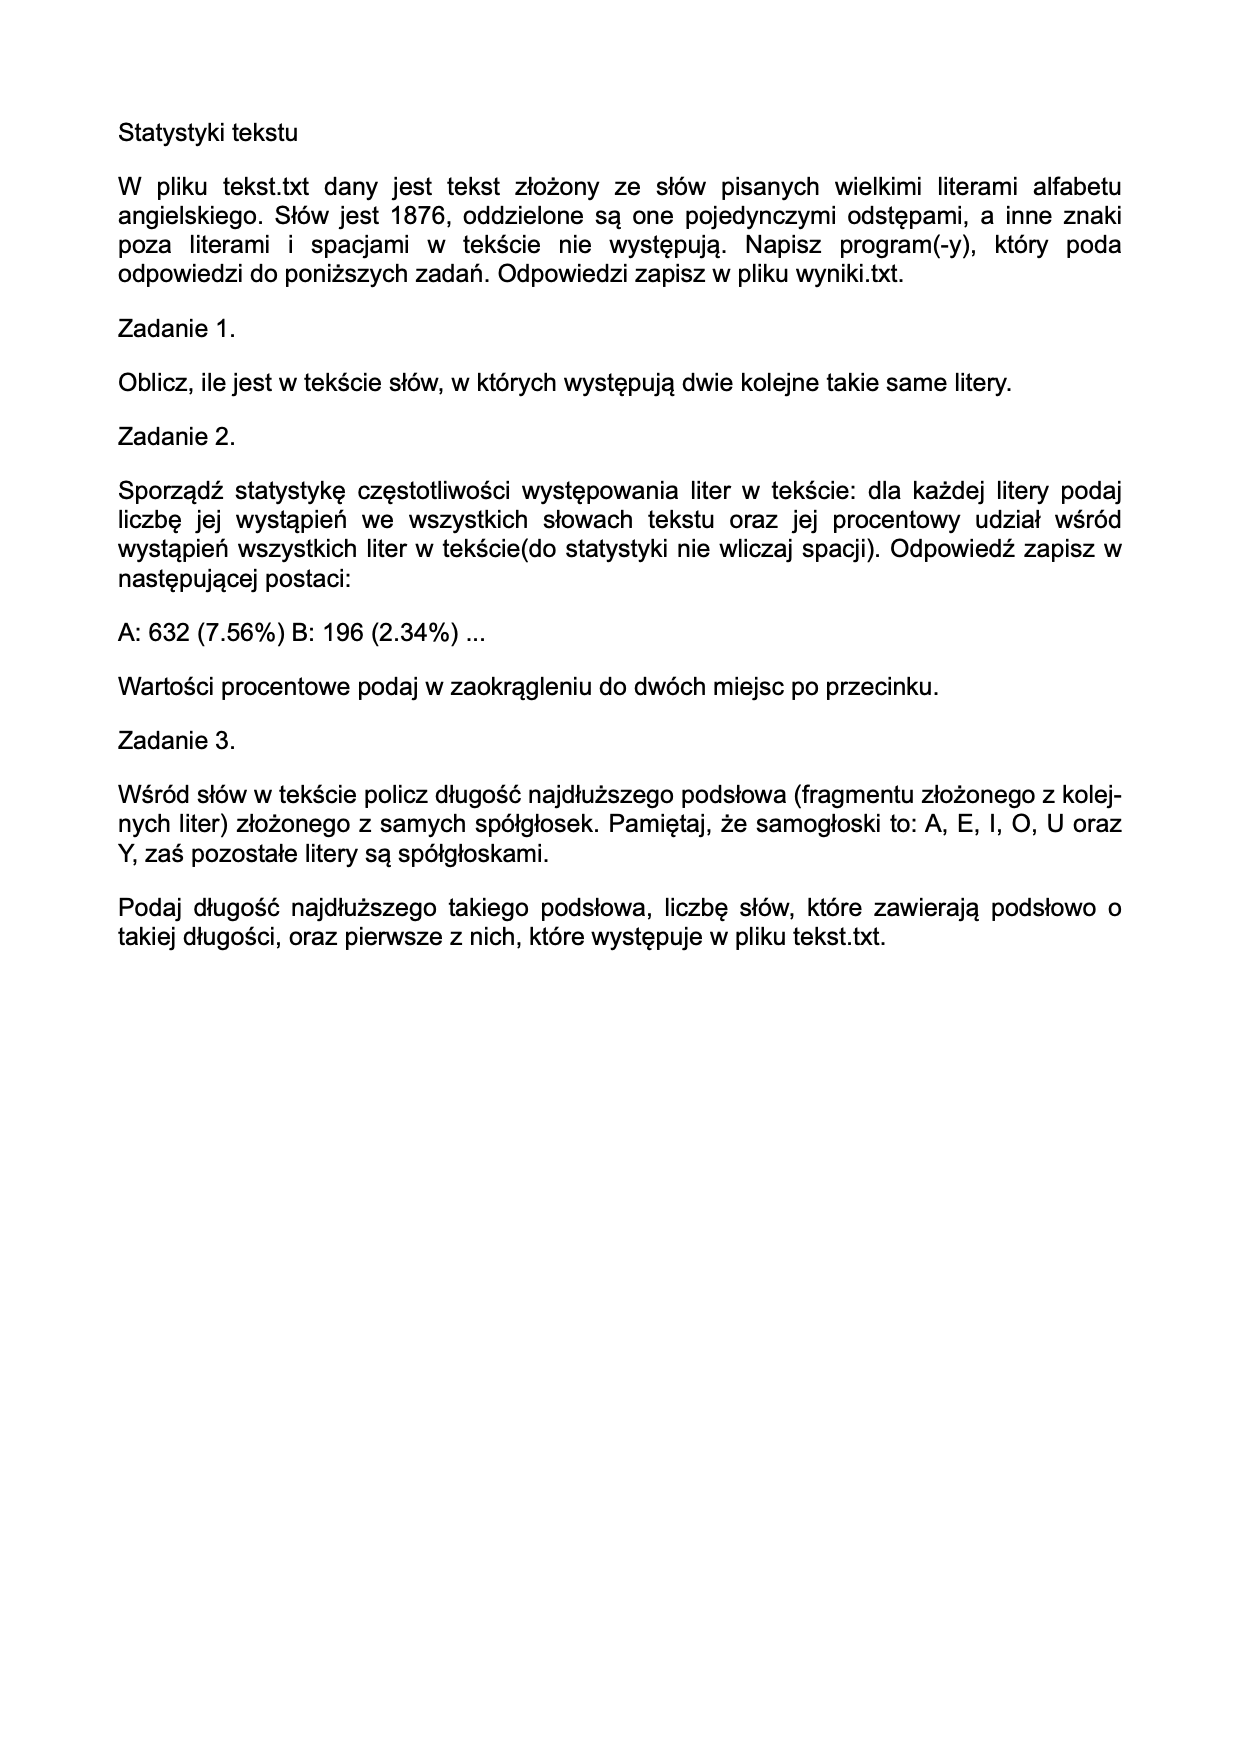 Statystyki tekstu
W pliku tekst.txt dany jest tekst złożony ze słów pisanych wielkimi literami alfabetu
angielskiego. Słów jest 1876, oddzielone są one pojedynczymi odstępami, a inne znaki
poza literami i spacjami w tekście nie występują. Napisz program(-y), który poda
odpowiedzi do poniższych zadań. Odpowiedzi zapisz w pliku wyniki.txt.
Zadanie 1.
Oblicz, ile jest w tekście słów, w których występują dwie kolejne takie same litery.
Zadanie 2.
Sporządź statystykę częstotliwości występowania liter w tekście: dla każdej litery podaj
liczbę jej wystąpień we wszystkich słowach tekstu oraz jej procentowy udział wśród
wystąpień wszystkich liter w tekście(do statystyki nie wliczaj spacji). Odpowiedź zapisz w
następującej postaci:
A: 632 (7.56%) B: 196 (2.34%) ...
Wartości procentowe podaj w zaokrągleniu do dwóch miejsc po przecinku.
Zadanie 3.
Wśród słów w tekście policz długość najdłuższego podsłowa (fragmentu złożonego z kolej-
nych liter) złożonego z samych spółgłosek. Pamiętaj, że samogłoski to: A, E, I, O, U oraz
Y, zaś pozostałe litery są spółgłoskami.
Podaj długość najdłuższego takiego podsłowa, liczbę słów, które zawierają podsłowo o
takiej długości, oraz pierwsze z nich, które występuje w pliku tekst.txt.